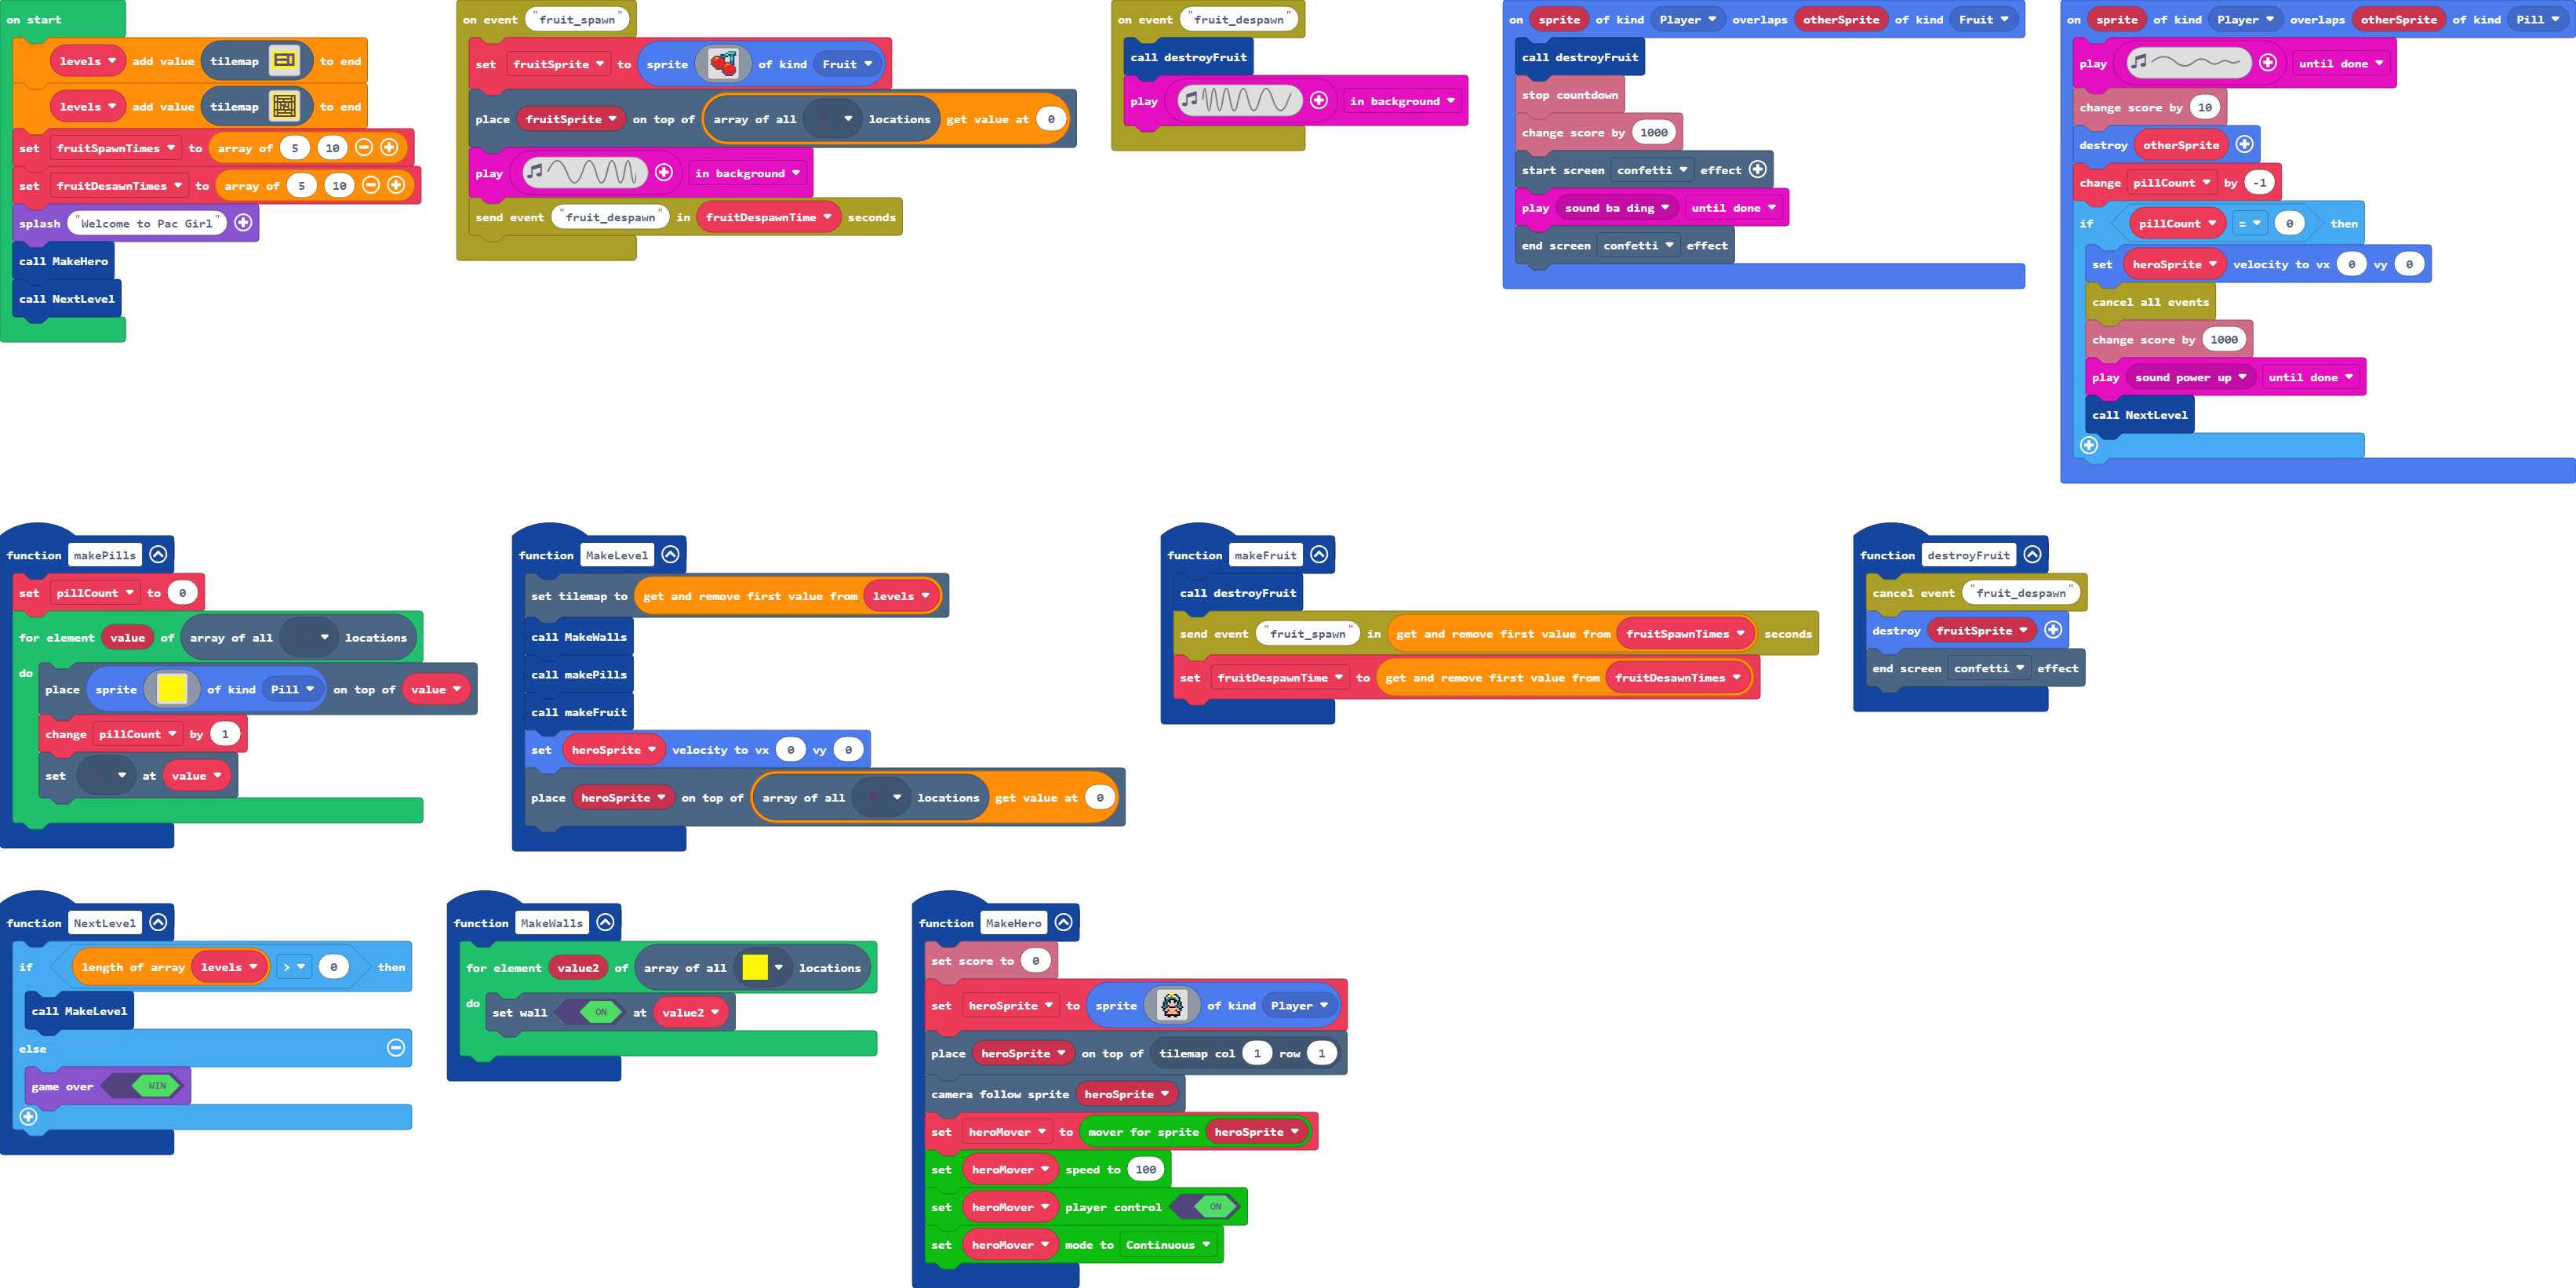 on start
levels add value tilemap to end
levels add value tilemap to end
set fruitSpawnTimes to array of 5 10
set fruitDesawnTimes to array of 5 10
splash "Welcome to Pac Girl"
call MakeHero
call NextLevel
on event "fruit_spawn"
set fruitSprite to sprite of kind Fruit
place fruitSprite on top of array of all locations get value at 0
play in background
send event "fruit_despawn" in fruitDespawnTime seconds
on event "fruit_despawn"
call destroyFruit
play in background
on sprite of kind Player overlaps otherSprite of kind Fruit
call destroyFruit
stop countdown
change score by 1000
start screen confetti effect
play sound ba ding until done
end screen confetti effect
on sprite of kind Player overlaps otherSprite of kind Pill
play until done
change score by 10
destroy otherSprite
change pillCount by -1
if pillCount = 0 then
set heroSprite velocity to vx 0 vy 0
cancel all events
change score by 1000
play sound power up until done
call NextLevel
function makePills
set pillCount to 0
for element value of array of all locations
do
place sprite of kind Pill on top of value
change pillCount by 1
set at value
function MakeLevel
set tilemap to get and remove first value from levels
call MakeWalls
call makePills
call makeFruit
set heroSprite velocity to vx 0 vy 0
place heroSprite on top of array of all locations get value at 0
function makeFruit
call destroyFruit
send event "fruit_spawn" in get and remove first value from fruitSpawnTimes seconds
set fruitDespawnTime to get and remove first value from fruitDesawnTimes
function destroyFruit
cancel event "fruit_despawn"
destroy fruitSprite
end screen confetti effect
function NextLevel
if length of array levels > 0 then
call MakeLevel
else
game over WIN
function MakeWalls
for element value2 of array of all locations
do
set wall ON at value2
function MakeHero
set score to 0
set heroSprite to sprite of kind Player
place heroSprite on top of tilemap col 1 row 1
camera follow sprite heroSprite
set heroMover to mover for sprite heroSprite
set heroMover speed to 100
set heroMover player control ON
set heroMover mode to Continuous